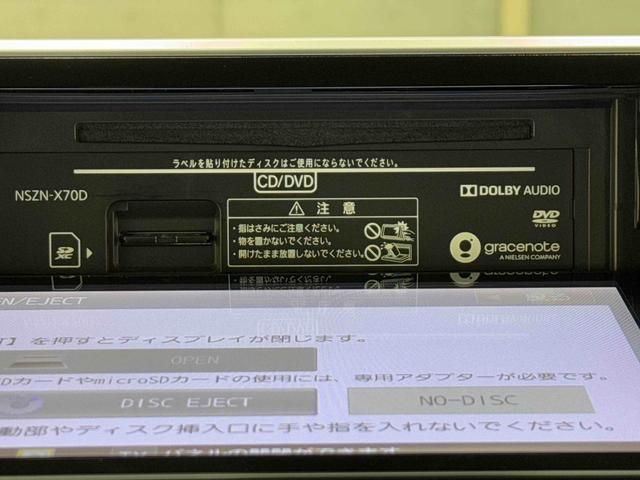 ラベルを貼り付けたディスクはご使用にならないでください。
CD/DVD
NSZN-X70D
DOLBY AUDIO
注 意
・指はさみにご注意ください。
・物を置かないでください。
・開けたまま放置しないでください。
SD XC
DVD
VIDEO
gracenote
A NIELSEN COMPANY
EN/EJECT
戻る
】を押すとディスプレイが閉じます。
OPEN
SDカードやmicroSDカードの使用には、専用アダプターが必要です。
DISC EJECT
NO-DISC
動部やディスク挿入口に手や指を入れないでください。